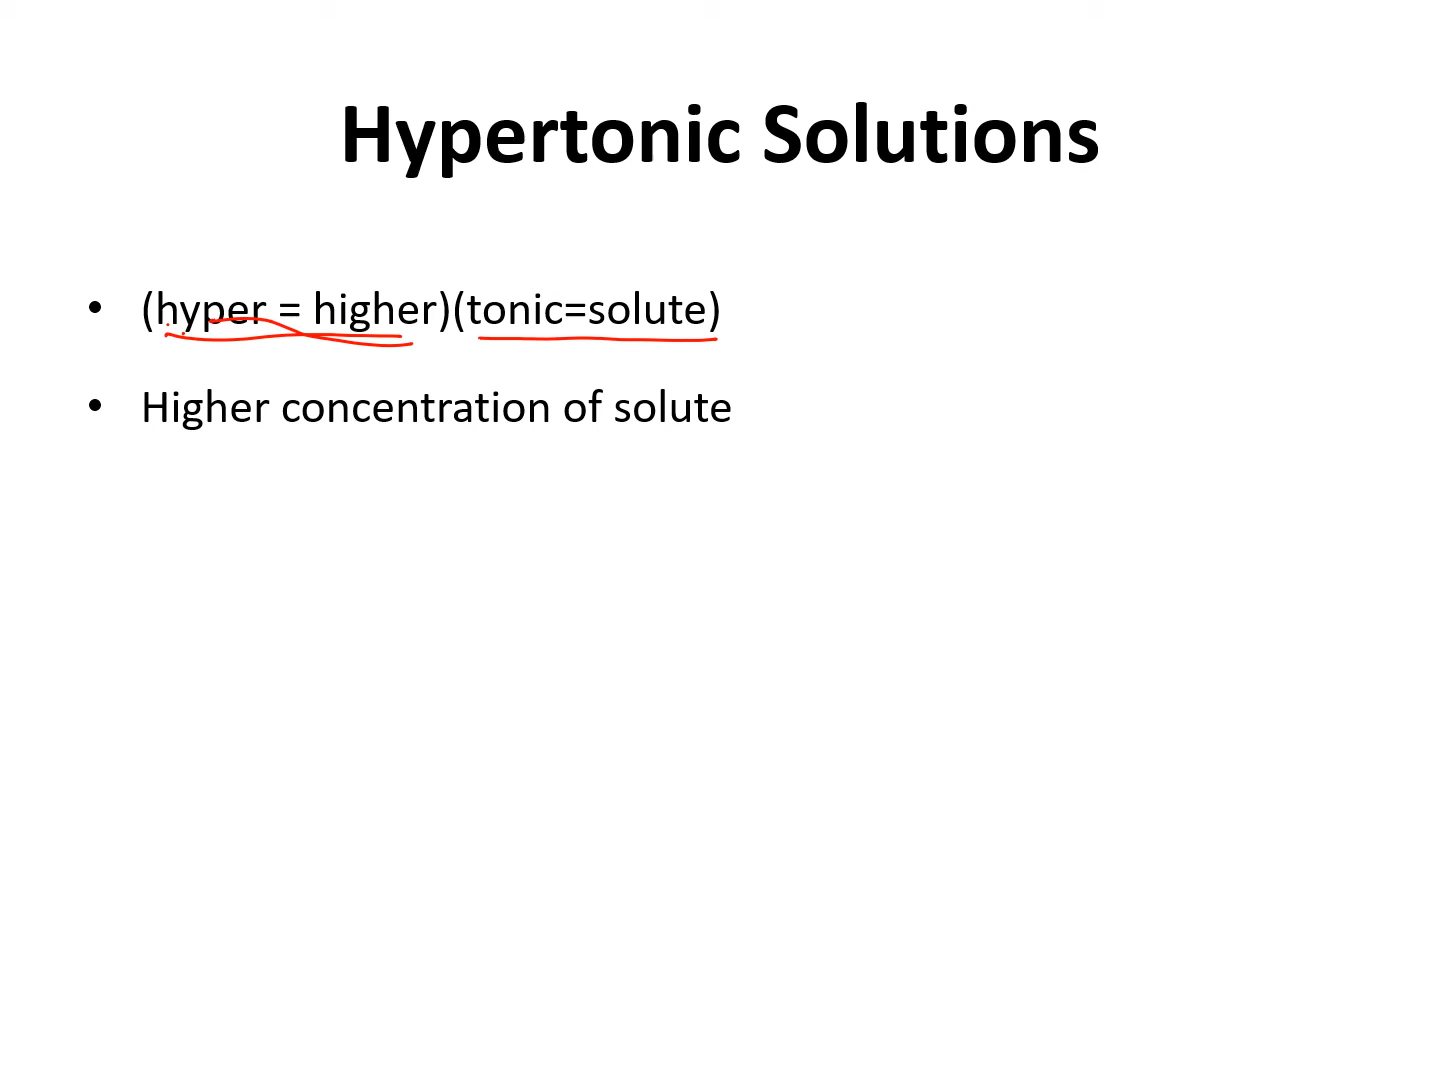 Hypertonic Solutions
• (hyper = higher)(tonic=solute)
• Higher concentration of solute